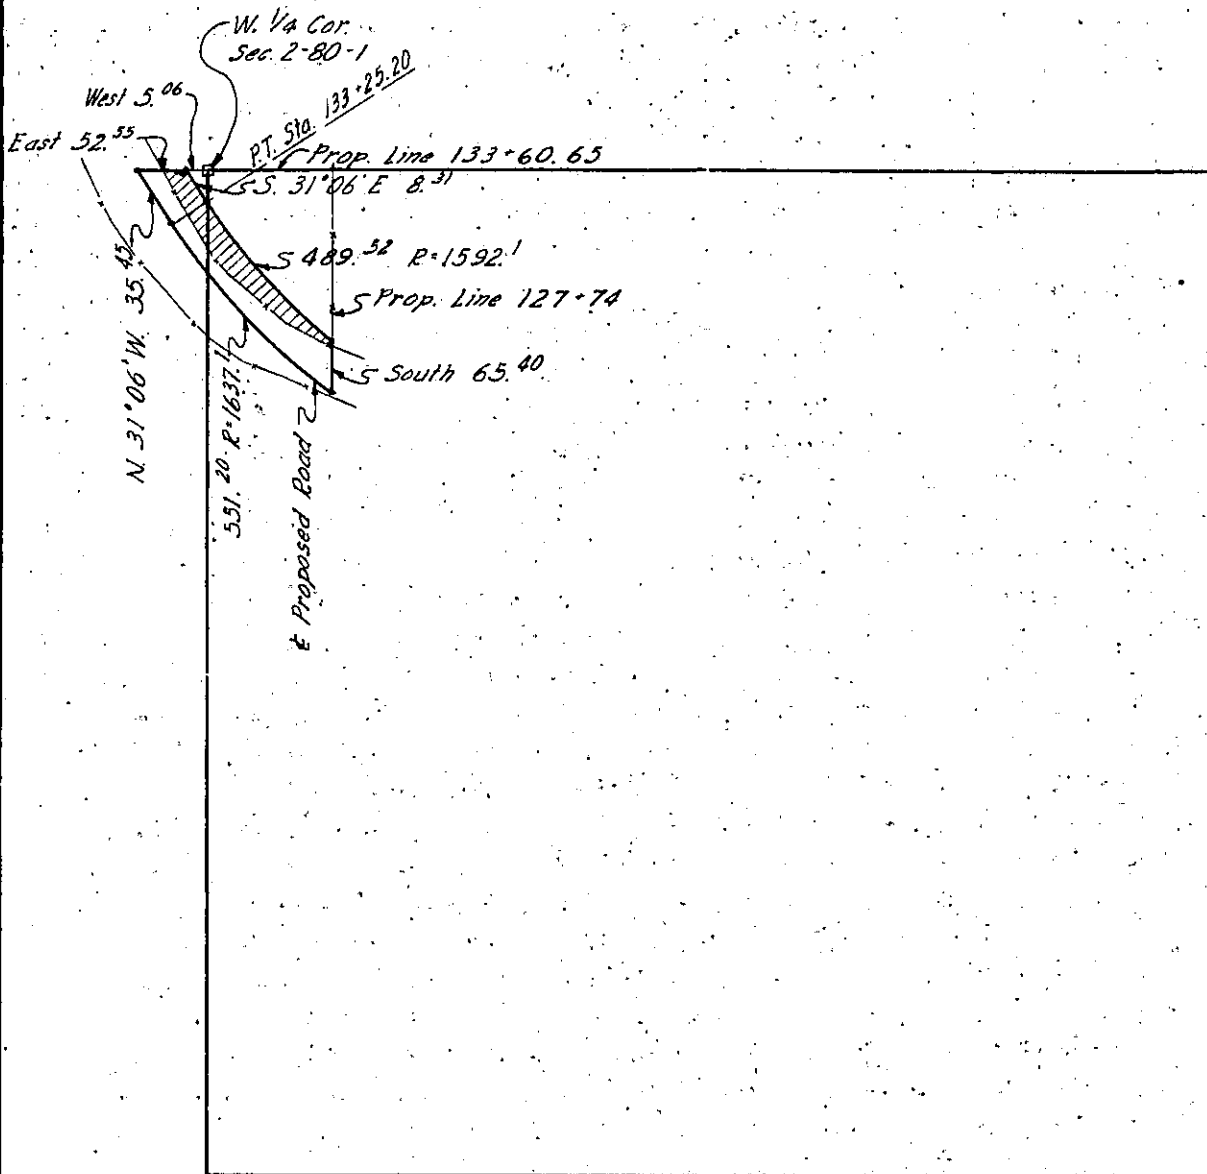 W. 1/4 Cor.
Sec. 2-80-1
West 5.06
P.T. Sta. 133+25.20
East 52.55
Prop. Line 133+60.65
S. 31°06' E 8.31
489.52 R=1592.1
Prop. Line 127+74
South 65.40
N. 31°06' W. 35.45
551.20 R=1637.1
℄ Proposed Road